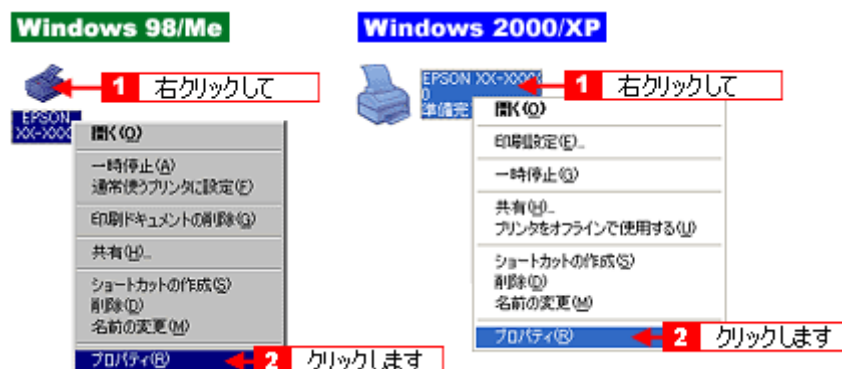 Windows 98/Me
1 右クリックして
EPSON
XX-XXXX
開く(O)
一時停止(A)
通常使うプリンタに設定(F)
印刷ドキュメントの削除(G)
共有(H)...
ショートカットの作成(S)
削除(D)
名前の変更(M)
プロパティ(R)
2 クリックします
Windows 2000/XP
EPSON XX-XXXX
0
準備完
1 右クリックして
開く(O)
印刷設定(E)...
一時停止(G)
共有(H)...
プリンタをオフラインで使用する(U)
ショートカットの作成(S)
削除(D)
名前の変更(M)
プロパティ(R)
2 クリックします